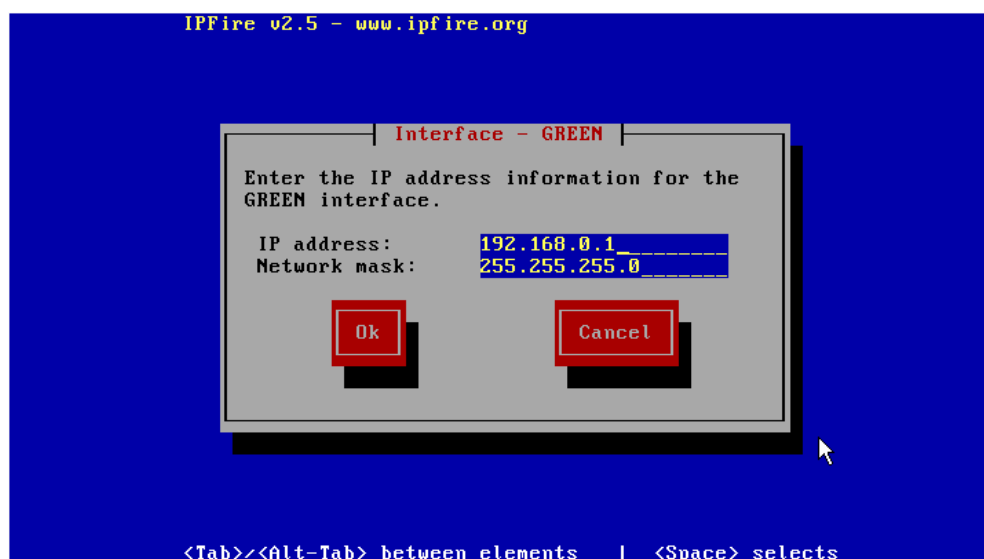 IPFire v2.5 - www.ipfire.org
Interface - GREEN
Enter the IP address information for the
GREEN interface.
IP address: 192.168.0.1_
Network mask: 255.255.255.0
Ok Cancel
<Tab>/<Alt-Tab> between elements | <Space> selects